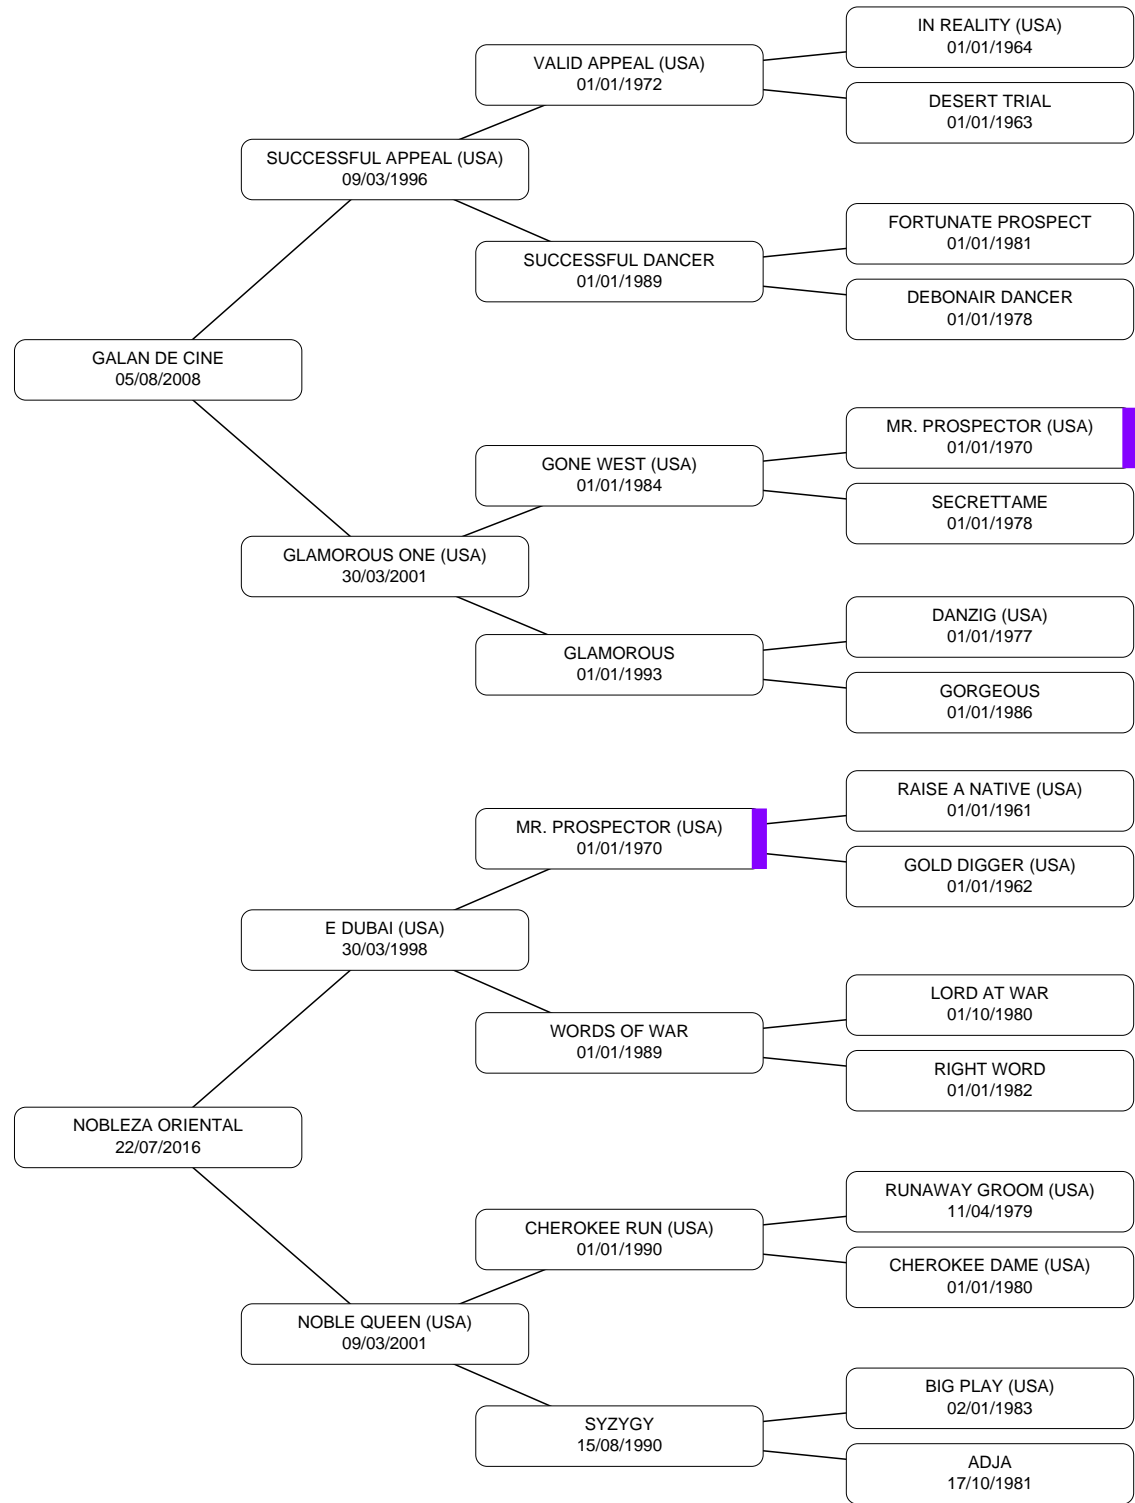 IN REALITY (USA)
01/01/1964
VALID APPEAL (USA)
01/01/1972
DESERT TRIAL
01/01/1963
SUCCESSFUL APPEAL (USA)
09/03/1996
FORTUNATE PROSPECT
01/01/1981
SUCCESSFUL DANCER
01/01/1989
DEBONAIR DANCER
01/01/1978
GALAN DE CINE
05/08/2008
MR. PROSPECTOR (USA)
01/01/1970
GONE WEST (USA)
01/01/1984
SECRETTAME
01/01/1978
GLAMOROUS ONE (USA)
30/03/2001
DANZIG (USA)
01/01/1977
GLAMOROUS
01/01/1993
GORGEOUS
01/01/1986
RAISE A NATIVE (USA)
01/01/1961
MR. PROSPECTOR (USA)
01/01/1970
GOLD DIGGER (USA)
01/01/1962
E DUBAI (USA)
30/03/1998
LORD AT WAR
01/10/1980
WORDS OF WAR
01/01/1989
RIGHT WORD
01/01/1982
NOBLEZA ORIENTAL
22/07/2016
RUNAWAY GROOM (USA)
11/04/1979
CHEROKEE RUN (USA)
01/01/1990
CHEROKEE DAME (USA)
01/01/1980
NOBLE QUEEN (USA)
09/03/2001
BIG PLAY (USA)
02/01/1983
SYZYGY
15/08/1990
ADJA
17/10/1981